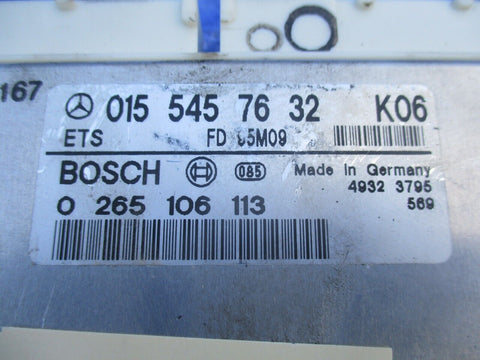 167
015 545 76 32 K06
ETS FD 95M09
BOSCH 085 Made in Germany
4932 3795
0 265 106 113 569